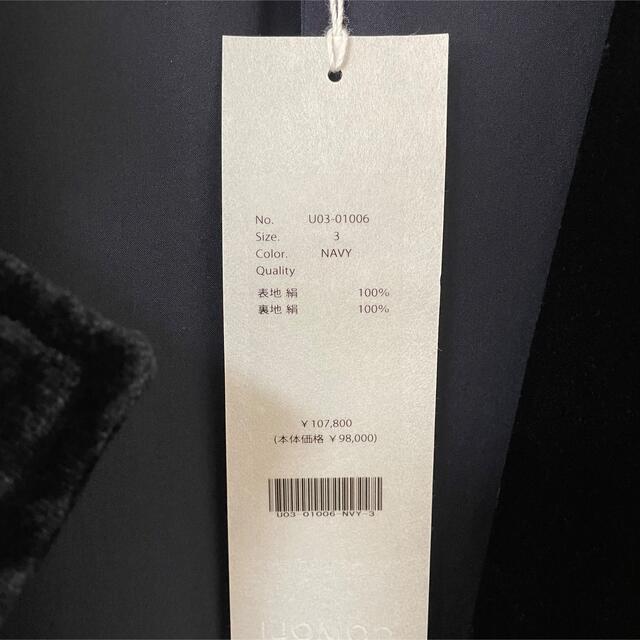 No. U03-01006
Size. 3
Color. NAVY
Quality
表地 絹 100%
裏地 絹 100%
￥107,800
(本体価格 ￥98,000)
U03-01006-NVY-3